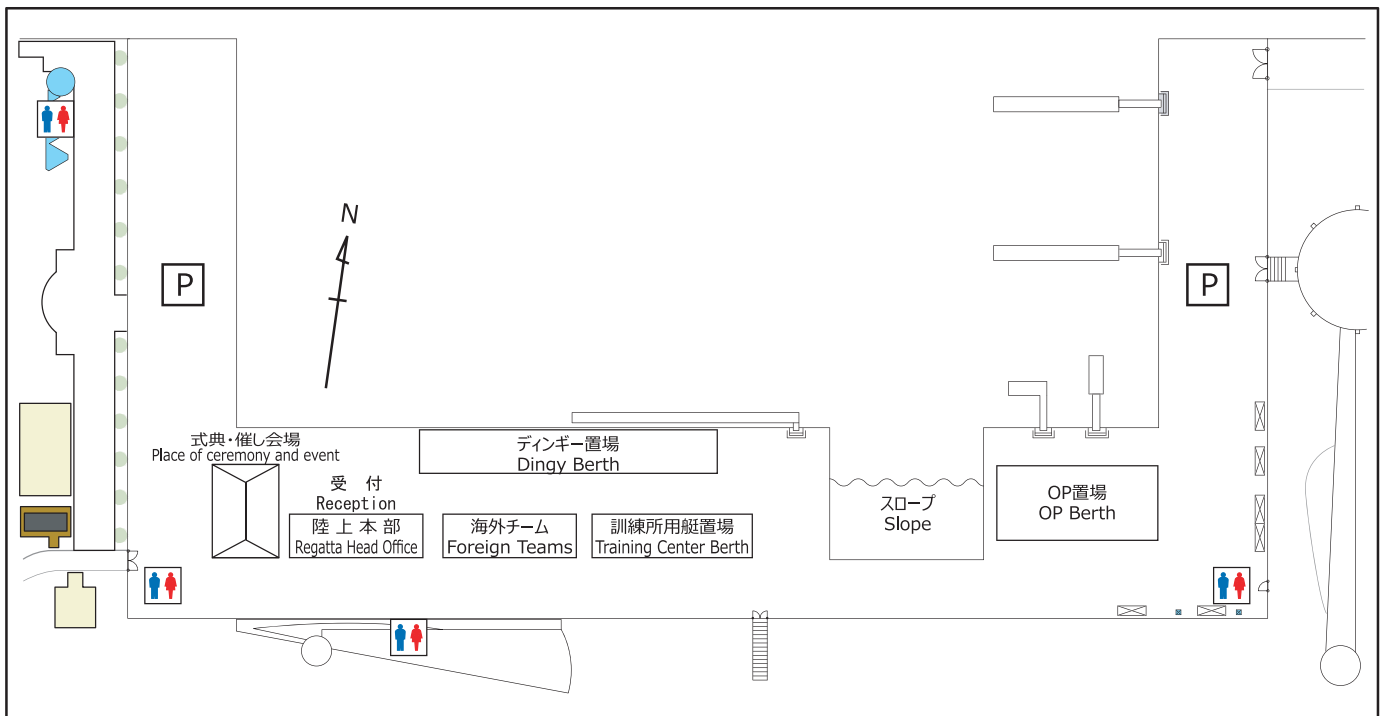 N
P
P
式典・催し会場
Place of ceremony and event
受 付
Reception
陸上本部
Regatta Head Office
ディンギー置場
Dingy Berth
海外チーム
Foreign Teams
訓練所用艇置場
Training Center Berth
スロープ
Slope
OP置場
OP Berth